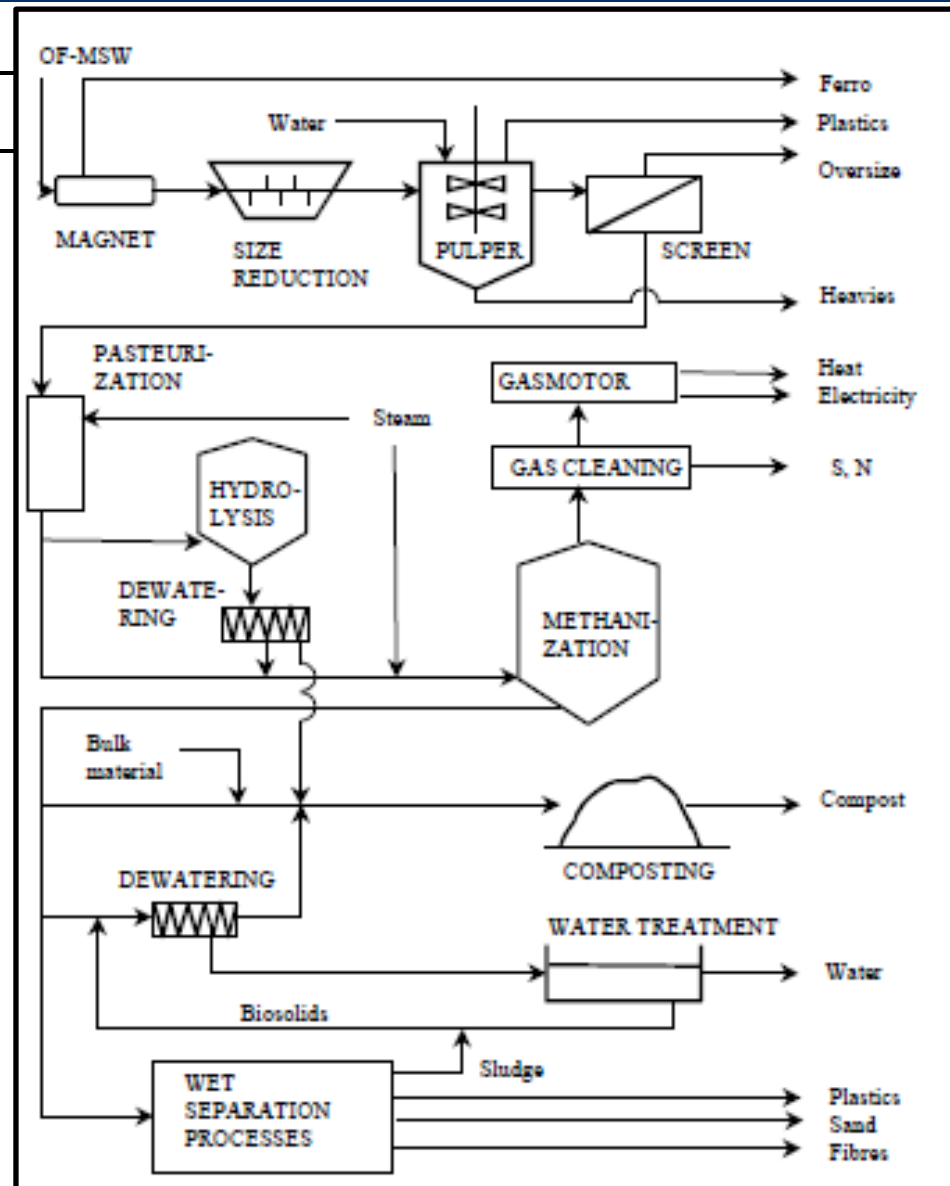 OF-MSW
Ferro
Water
Plastics
Oversize
MAGNET
SIZE
REDUCTION
PULPER
SCREEN
Heavies
PASTEURI-
ZATION
GASMOTOR
Heat
Electricity
Steam
HYDRO-
LYSIS
GAS CLEANING
S, N
DEWATE-
RING
METHANI-
ZATION
Bulk
material
Compost
COMPOSTING
DEWATERING
WATER TREATMENT
Water
Biosolids
Sludge
WET
SEPARATION
PROCESSES
Plastics
Sand
Fibres